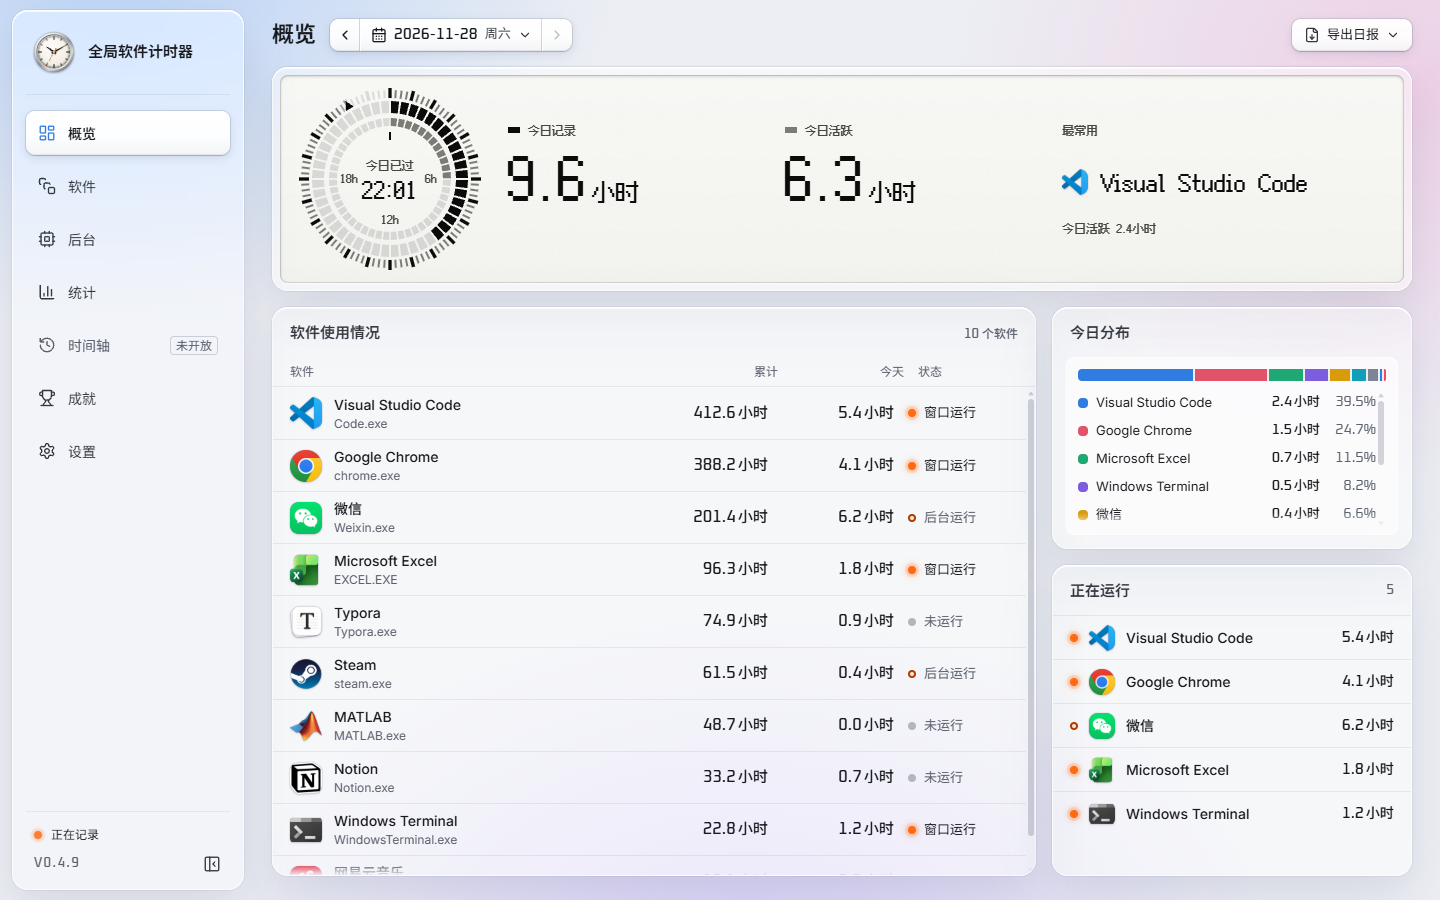 全局软件计时器
概览
软件
后台
统计
时间轴 未开放
成就
设置
正在记录
V0.4.9
概览
2026-11-28 周六
导出日报
今日已过
22:01
18h
6h
12h
今日记录
9.6小时
今日活跃
6.3小时
最常用
Visual Studio Code
今日活跃 2.4小时
软件使用情况
10 个软件
软件 累计 今天 状态
Visual Studio Code
Code.exe
412.6小时 5.4小时 窗口运行
Google Chrome
chrome.exe
388.2小时 4.1小时 窗口运行
微信
Weixin.exe
201.4小时 6.2小时 后台运行
Microsoft Excel
EXCEL.EXE
96.3小时 1.8小时 窗口运行
Typora
Typora.exe
74.9小时 0.9小时 未运行
Steam
steam.exe
61.5小时 0.4小时 后台运行
MATLAB
MATLAB.exe
48.7小时 0.0小时 未运行
Notion
Notion.exe
33.2小时 0.7小时 未运行
Windows Terminal
WindowsTerminal.exe
22.8小时 1.2小时 窗口运行
网易云音乐
今日分布
Visual Studio Code 2.4小时 39.5%
Google Chrome 1.5小时 24.7%
Microsoft Excel 0.7小时 11.5%
Windows Terminal 0.5小时 8.2%
微信 0.4小时 6.6%
正在运行 5
Visual Studio Code 5.4小时
Google Chrome 4.1小时
微信 6.2小时
Microsoft Excel 1.8小时
Windows Terminal 1.2小时